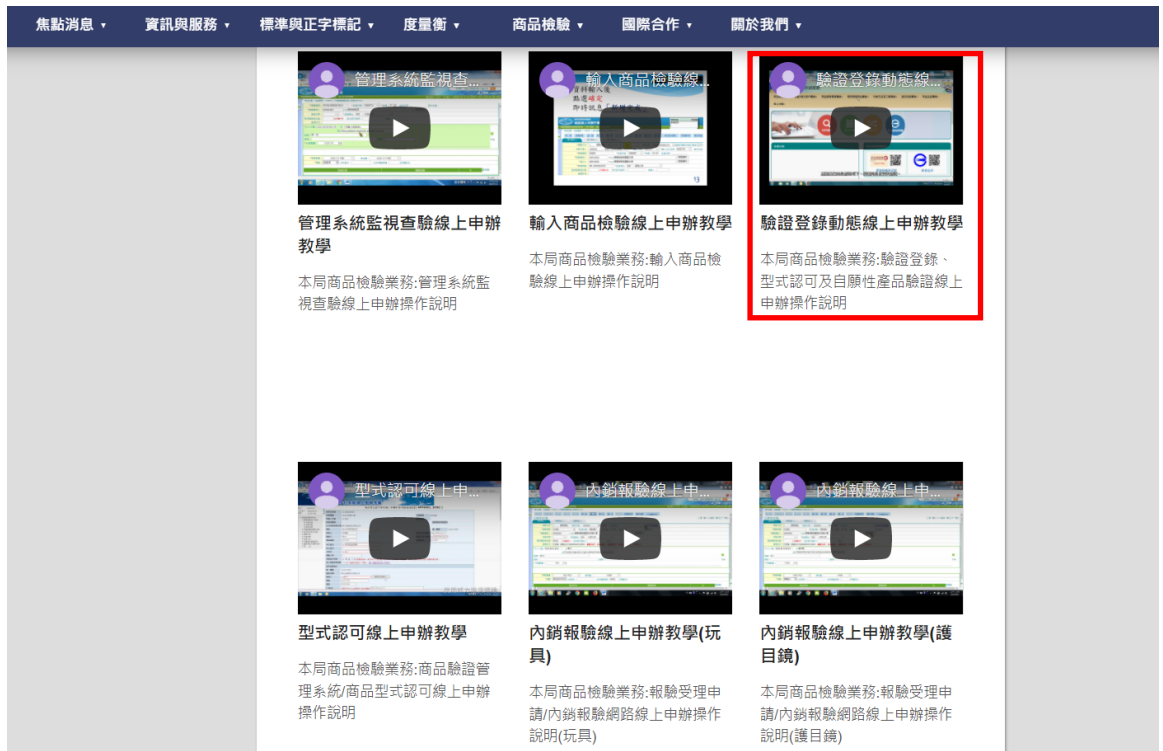 焦點消息 ▾ 資訊與服務 ▾ 標準與正字標記 ▾ 度量衡 ▾ 商品檢驗 ▾ 國際合作 ▾ 關於我們 ▾
管理系統監視查...
輸入商品檢驗線...
資料輸入後
點選確定
13
驗證登錄動態線...
管理系統監視查驗線上申辦
教學
本局商品檢驗業務:管理系統監
視查驗線上申辦操作說明
輸入商品檢驗線上申辦教學
本局商品檢驗業務:輸入商品檢
驗線上申辦操作說明
驗證登錄動態線上申辦教學
本局商品檢驗業務:驗證登錄、
型式認可及自願性產品驗證線上
申辦操作說明
型式認可線上申...
內銷報驗線上申...
內銷報驗線上申...
型式認可線上申辦教學
本局商品檢驗業務:商品驗證管
理系統/商品型式認可線上申辦
操作說明
內銷報驗線上申辦教學(玩
具)
本局商品檢驗業務:報驗受理申
請/內銷報驗網路線上申辦操作
說明(玩具)
內銷報驗線上申辦教學(護
目鏡)
本局商品檢驗業務:報驗受理申
請/內銷報驗網路線上申辦操作
說明(護目鏡)